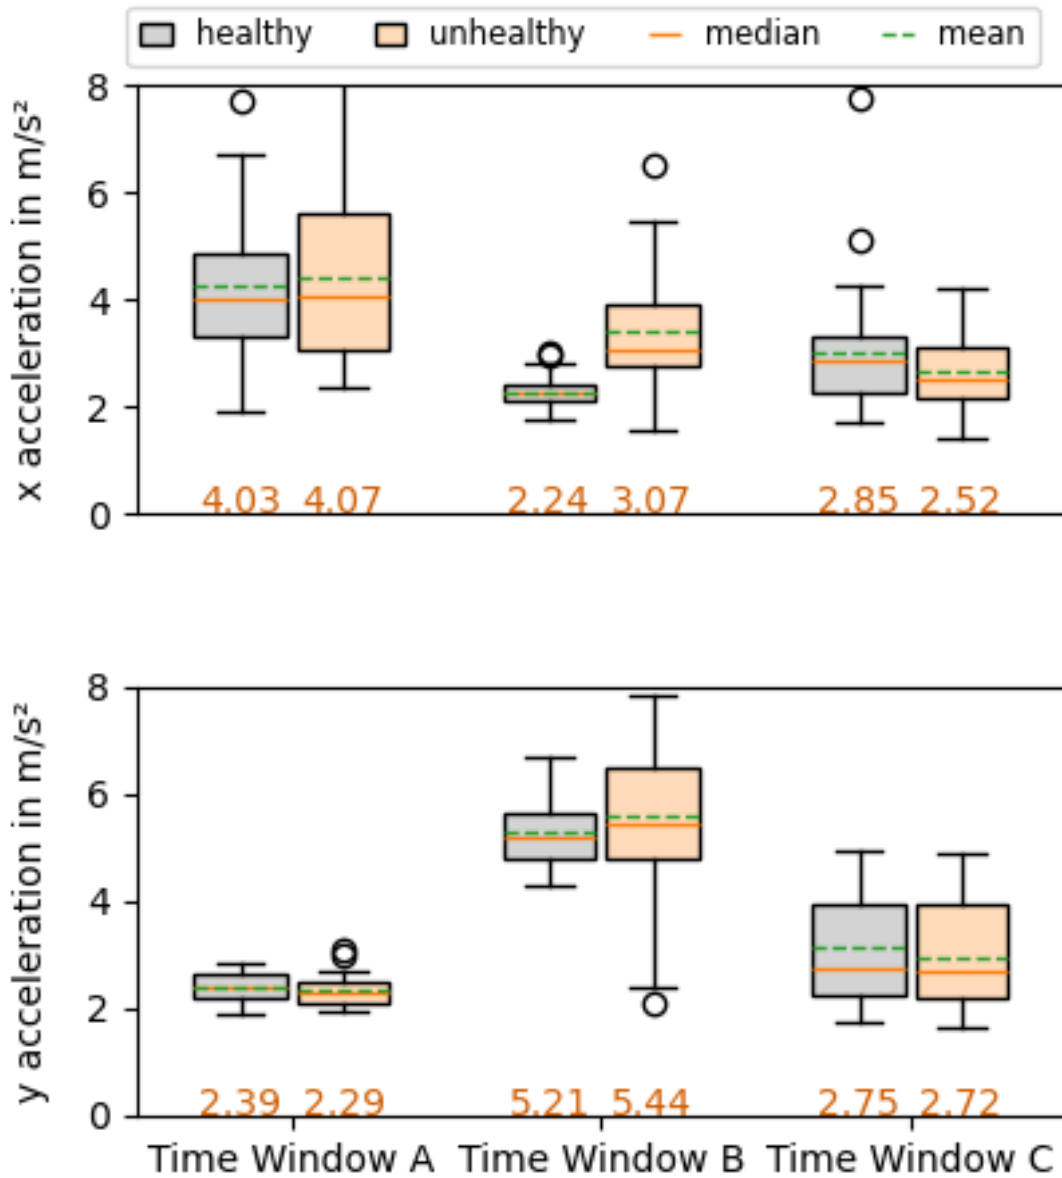 healthy unhealthy median mean
x acceleration in m/s²
8
6
4
2
0
4.03 4.07 2.24 3.07 2.85 2.52
y acceleration in m/s²
8
6
4
2
0
2.39 2.29 5.21 5.44 2.75 2.72
Time Window A Time Window B Time Window C